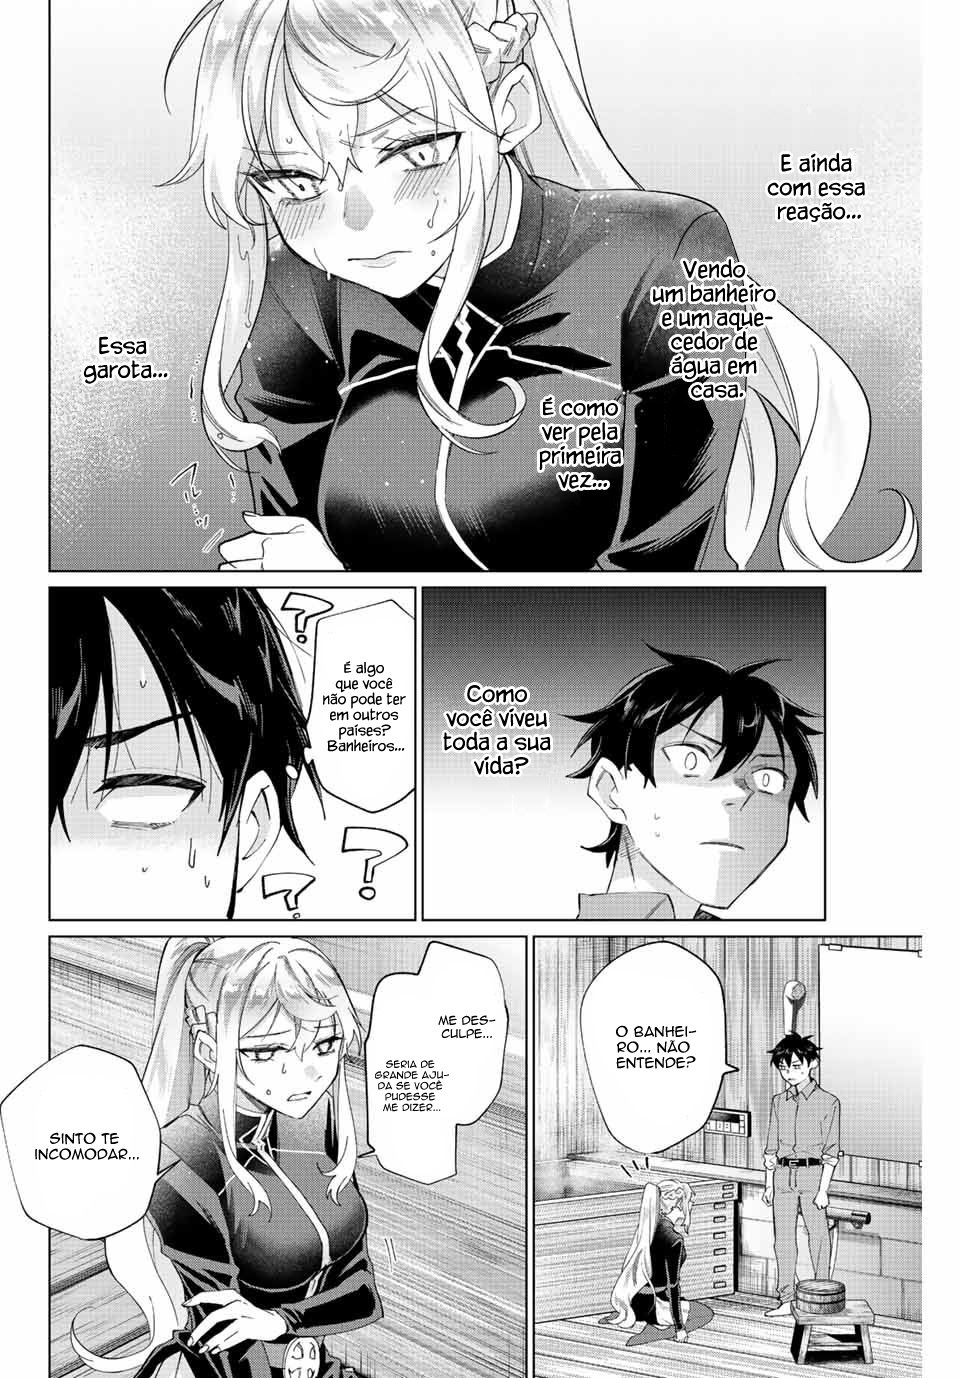 E ainda
com essa
reação...
Vendo
um banheiro
e um aque-
cedor de
água em
casa.
É como
ver pela
primeira
vez...
Essa
garota...
Como
você viveu
toda a sua
vida?
É algo
que você
não pode ter
em outros
países?
Banheiros...
?
?
?
O BANHEI-
RO... NÃO
ENTENDE?
ME DES-
CULPE...
SERIA DE
GRANDE AJU-
DA SE VOCÊ
PUDESSE
ME DIZER...
SINTO TE
INCOMODAR...